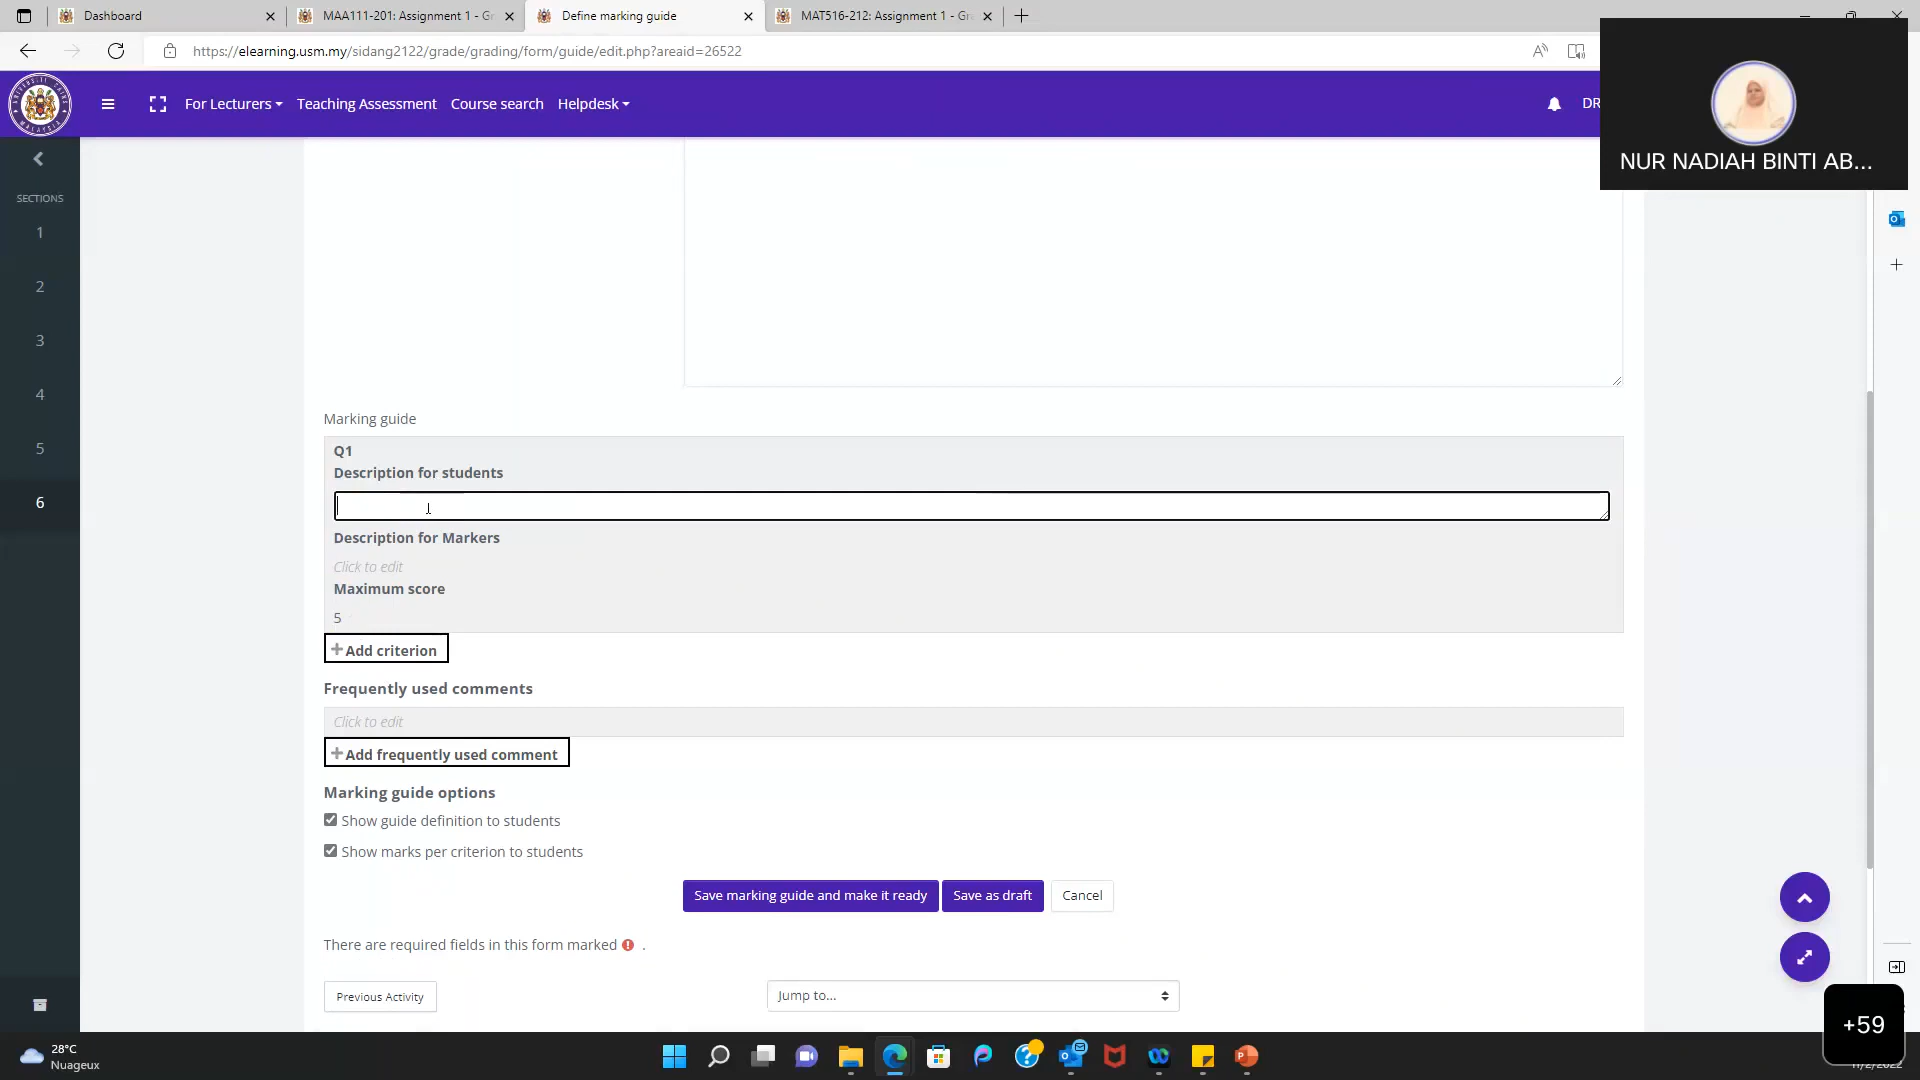 Dashboard
MAA111-201: Assignment 1 - Gr
Define marking guide
MAT516-212: Assignment 1 - Gr
https://elearning.usm.my/sidang2122/grade/grading/form/guide/edit.php?areaid=26522
For Lecturers
Teaching Assessment
Course search
Helpdesk
DR
NUR NADIAH BINTI AB...
SECTIONS
1
2
3
4
5
6
Marking guide
Q1
Description for students
Description for Markers
Click to edit
Maximum score
5
Add criterion
Frequently used comments
Click to edit
Add frequently used comment
Marking guide options
Show guide definition to students
Show marks per criterion to students
Save marking guide and make it ready
Save as draft
Cancel
There are required fields in this form marked .
Previous Activity
Jump to...
+59
28°C
Nuageux